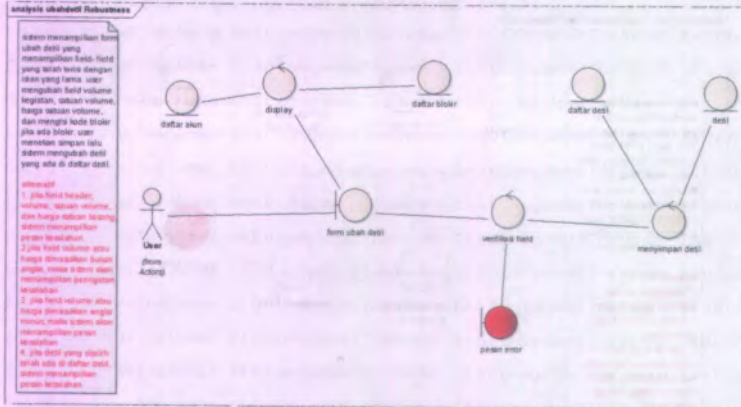 analysis ubahdetil Robustness
sistem menampilkan form
ubah detil yang
menampilkan field- field
yang telah terisi dengan
isian yang lama. user
mengubah field volume
kegiatan, satuan volume,
harga satuan volume,
dan mengisi kode blokir
jika ada blokir. user
menekan simpan lalu
sistem mengubah detil
yang ada di daftar detil.
alternatif
1. jika field header,
volume, satuan volume,
dan harga satuan kosong,
sistem menampilkan
pesan kesalahan.
3.jika field volume atau
harga dimasukkan bukan
angka, maka sistem akan
menampilkan peringatan
kesalahan
2. jika field volume atau
harga dimasukkan angka
minus, maka sistem akan
menampilkan pesan
kesalahan
4. jika detil yang dipilih
telah ada di daftar detil,
sistem menampilkan
pesan kesalahan.
daftar akun
display
daftar blokir
daftar detil
detil
User
(from
Actors)
form ubah detil
verifikasi field
menyimpan detil
pesan error